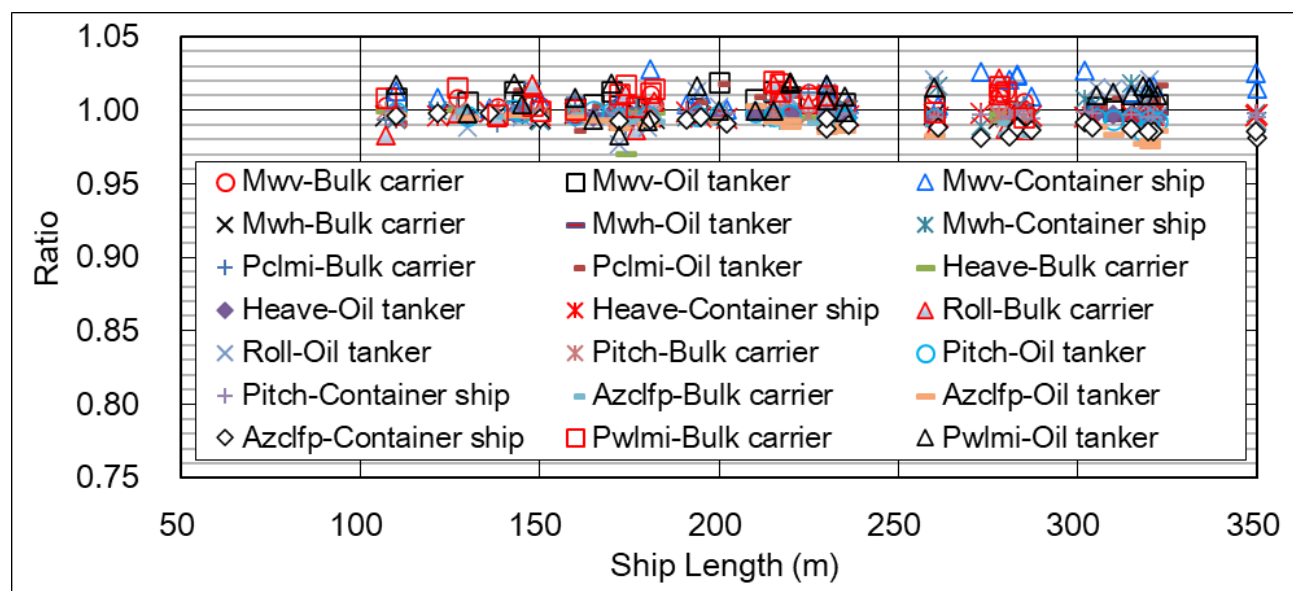 1.05
1.00
0.95
0.90
0.85
0.80
0.75
Ratio
Mwv-Bulk carrier Mwv-Oil tanker Mwv-Container ship
Mwh-Bulk carrier Mwh-Oil tanker Mwh-Container ship
Pclmi-Bulk carrier Pclmi-Oil tanker Heave-Bulk carrier
Heave-Oil tanker Heave-Container ship Roll-Bulk carrier
Roll-Oil tanker Pitch-Bulk carrier Pitch-Oil tanker
Pitch-Container ship Azclfp-Bulk carrier Azclfp-Oil tanker
Azclfp-Container ship Pwlmi-Bulk carrier Pwlmi-Oil tanker
50 100 150 200 250 300 350
Ship Length (m)